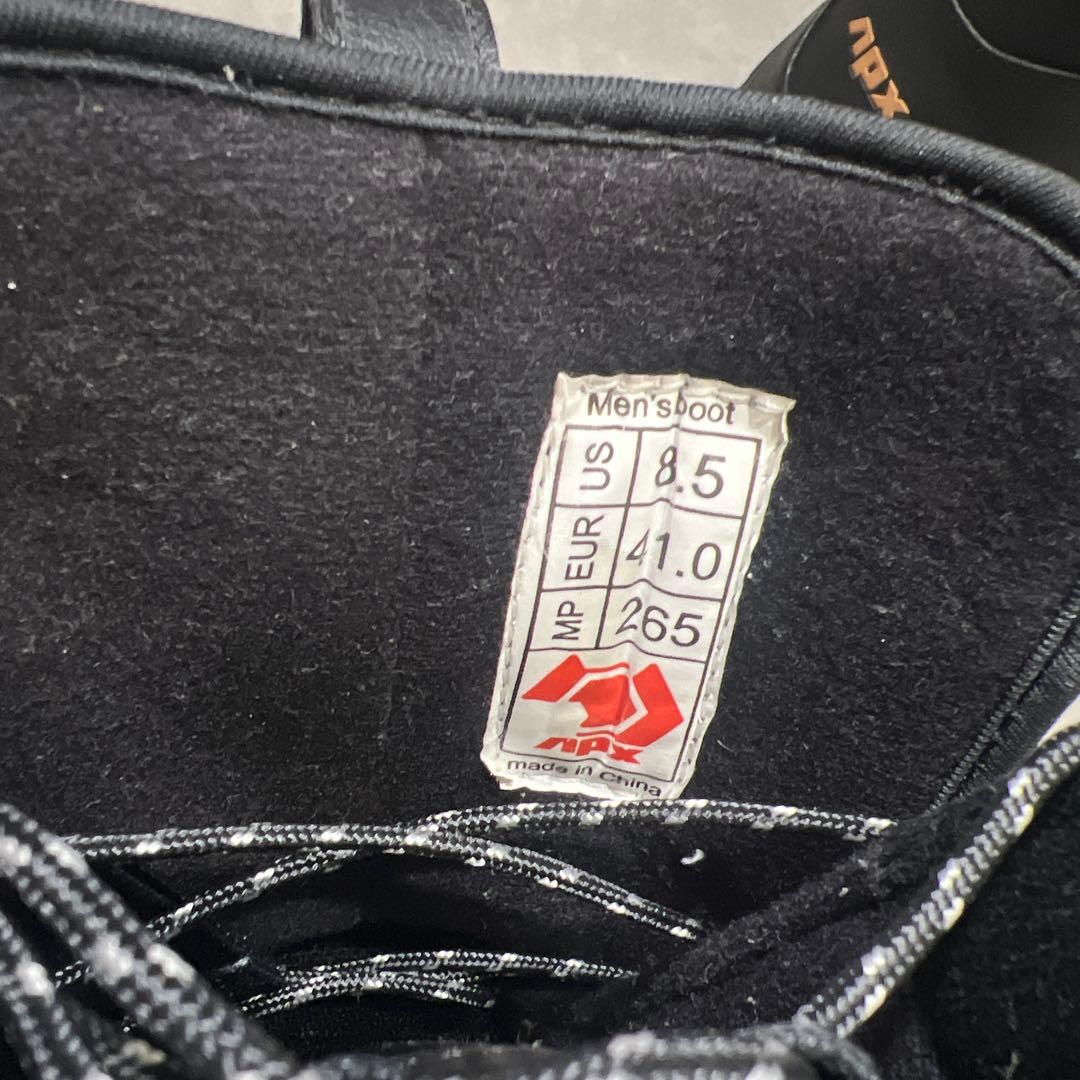 apx
Men's boot
US 8.5
EUR 41.0
MP 265
apx
made in China